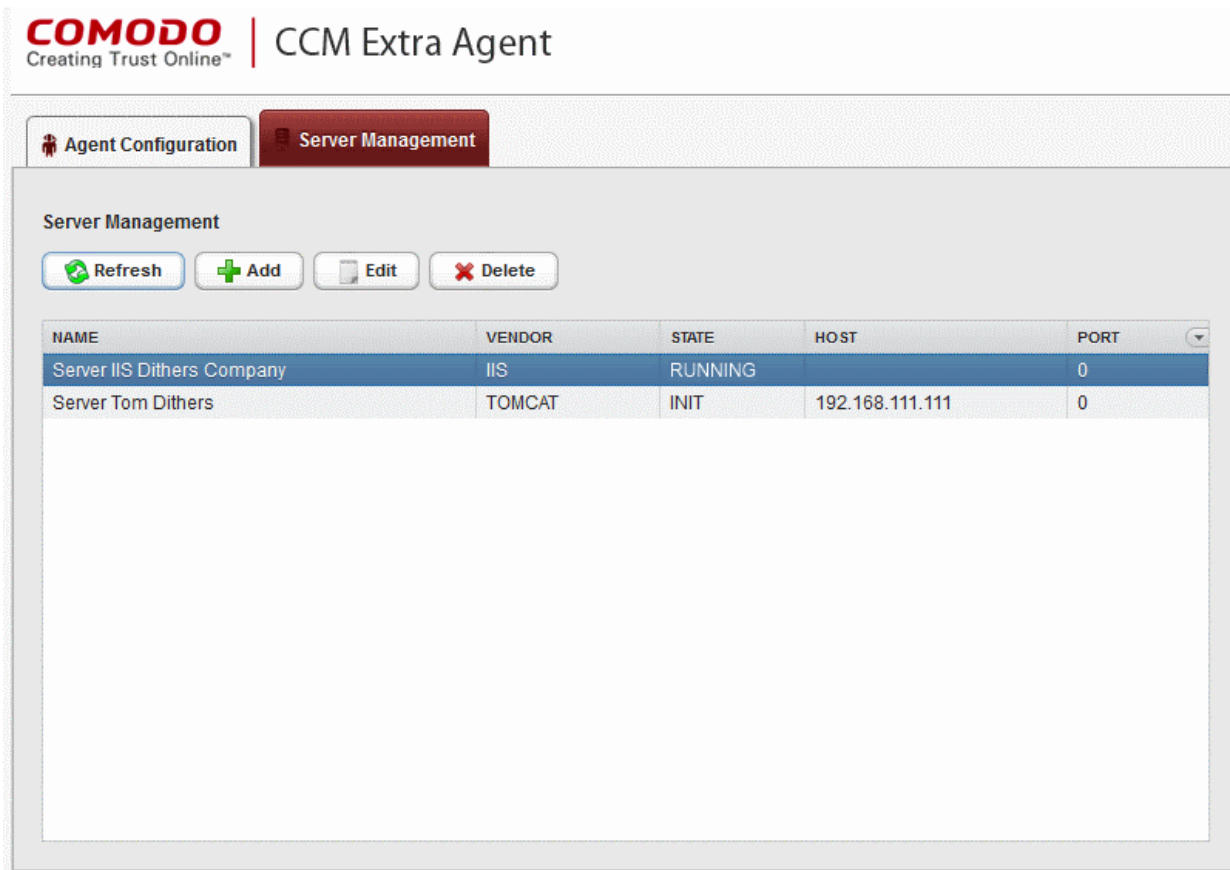 COMODO
Creating Trust Online™
CCM Extra Agent
Agent Configuration
Server Management
Server Management
Refresh Add Edit Delete
NAME VENDOR STATE HOST PORT
Server IIS Dithers Company IIS RUNNING 0
Server Tom Dithers TOMCAT INIT 192.168.111.111 0